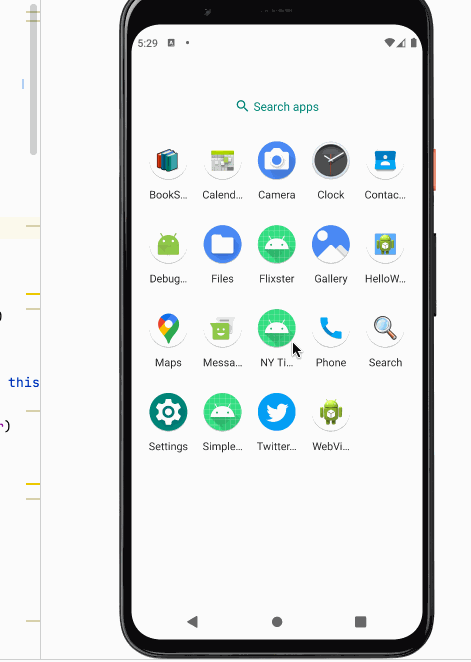 5:29
Search apps
BookS... Calend... Camera Clock Contac...
Debug... Files Flixster Gallery HelloW...
)
Maps Messa... NY Ti... Phone Search
this
r)
Settings Simple... Twitter... WebVi...